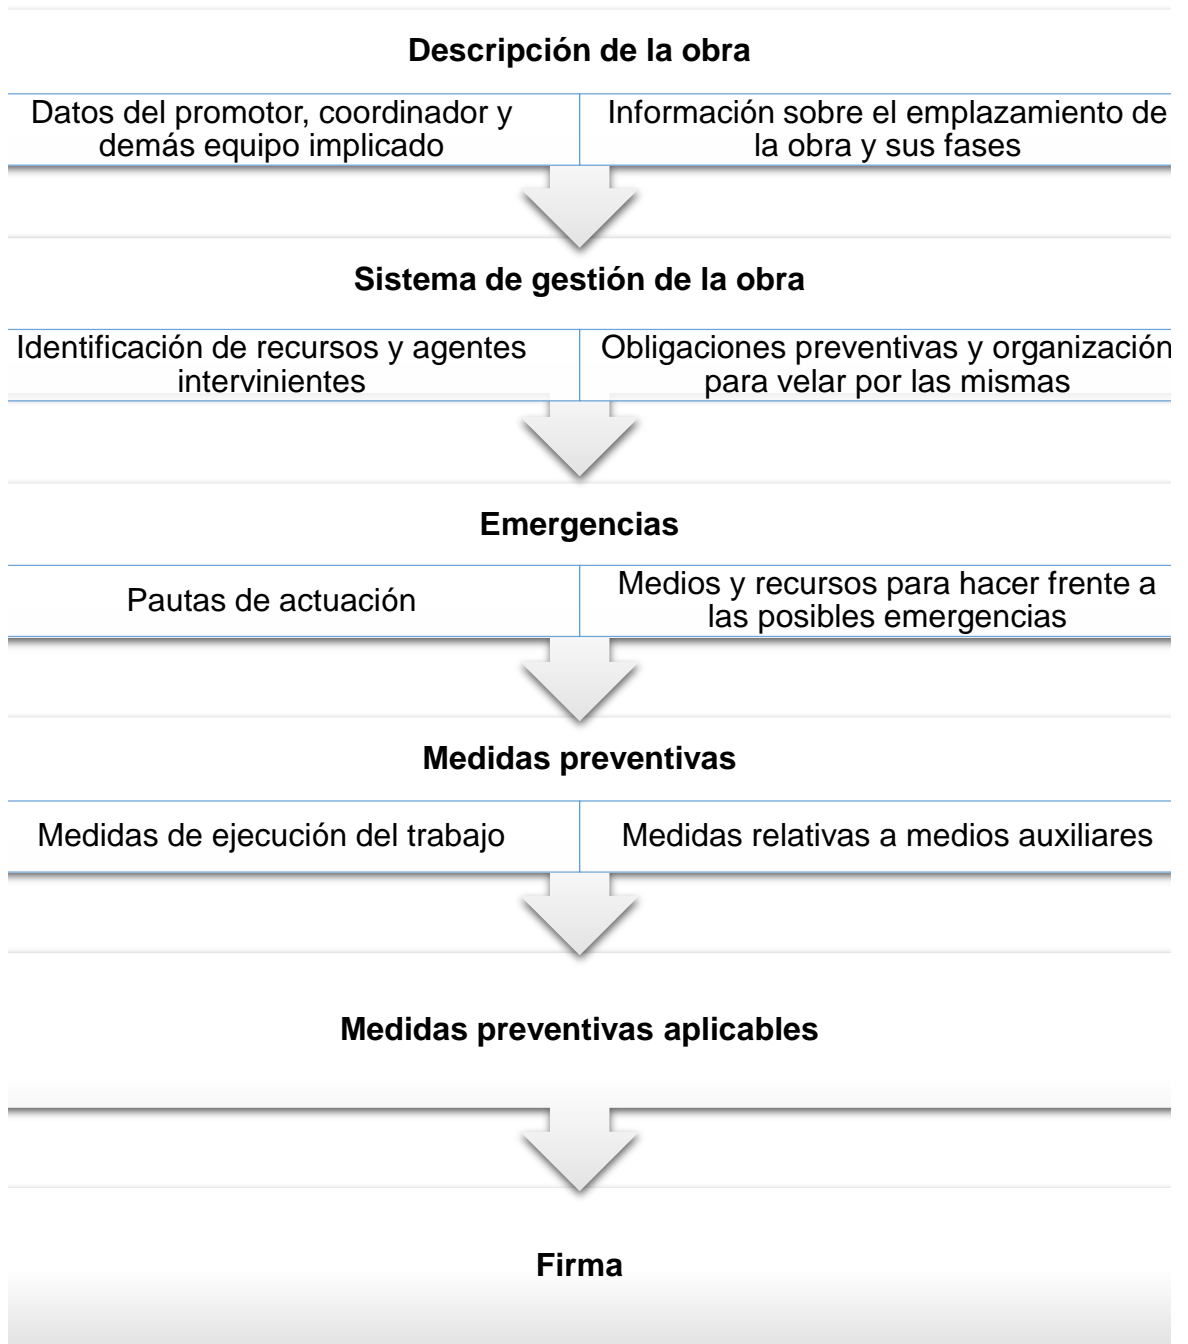 Descripción de la obra
Datos del promotor, coordinador y
demás equipo implicado
Información sobre el emplazamiento de
la obra y sus fases
Sistema de gestión de la obra
Identificación de recursos y agentes
intervinientes
Obligaciones preventivas y organización
para velar por las mismas
Emergencias
Pautas de actuación
Medios y recursos para hacer frente a
las posibles emergencias
Medidas preventivas
Medidas de ejecución del trabajo
Medidas relativas a medios auxiliares
Medidas preventivas aplicables
Firma